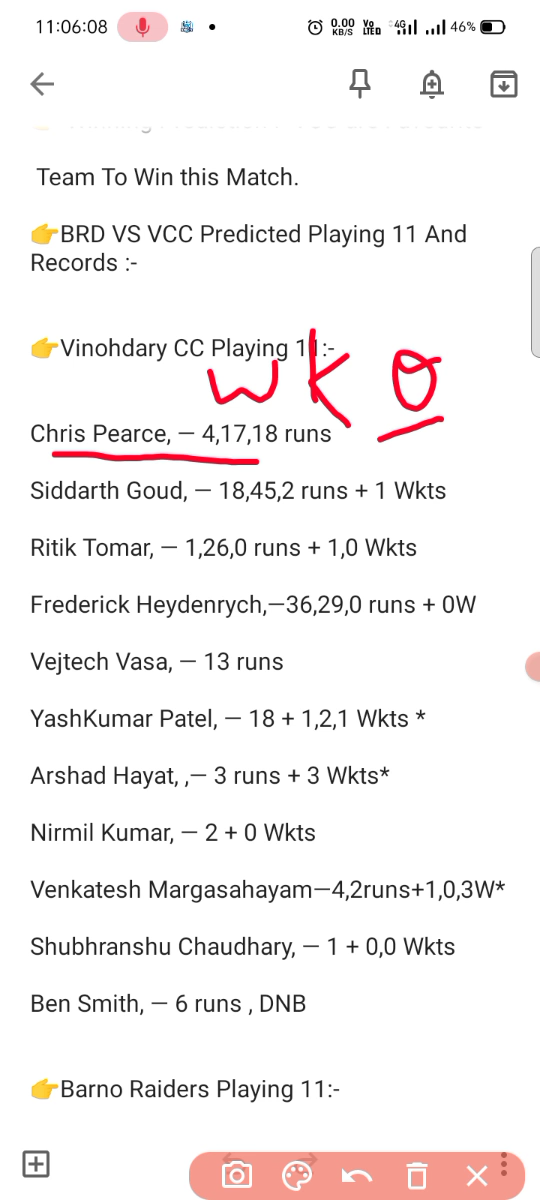 11:06:08 0.00 KB/S Vo LTED 4G 46%
Team To Win this Match.
👉BRD VS VCC Predicted Playing 11 And
Records :-
👉Vinohdary CC Playing 11:-
WK O
Chris Pearce, — 4,17,18 runs
Siddarth Goud, — 18,45,2 runs + 1 Wkts
Ritik Tomar, — 1,26,0 runs + 1,0 Wkts
Frederick Heydenrych,—36,29,0 runs + 0W
Vejtech Vasa, — 13 runs
YashKumar Patel, — 18 + 1,2,1 Wkts *
Arshad Hayat, ,— 3 runs + 3 Wkts*
Nirmil Kumar, — 2 + 0 Wkts
Venkatesh Margasahayam—4,2runs+1,0,3W*
Shubhranshu Chaudhary, — 1 + 0,0 Wkts
Ben Smith, — 6 runs , DNB
👉Barno Raiders Playing 11:-